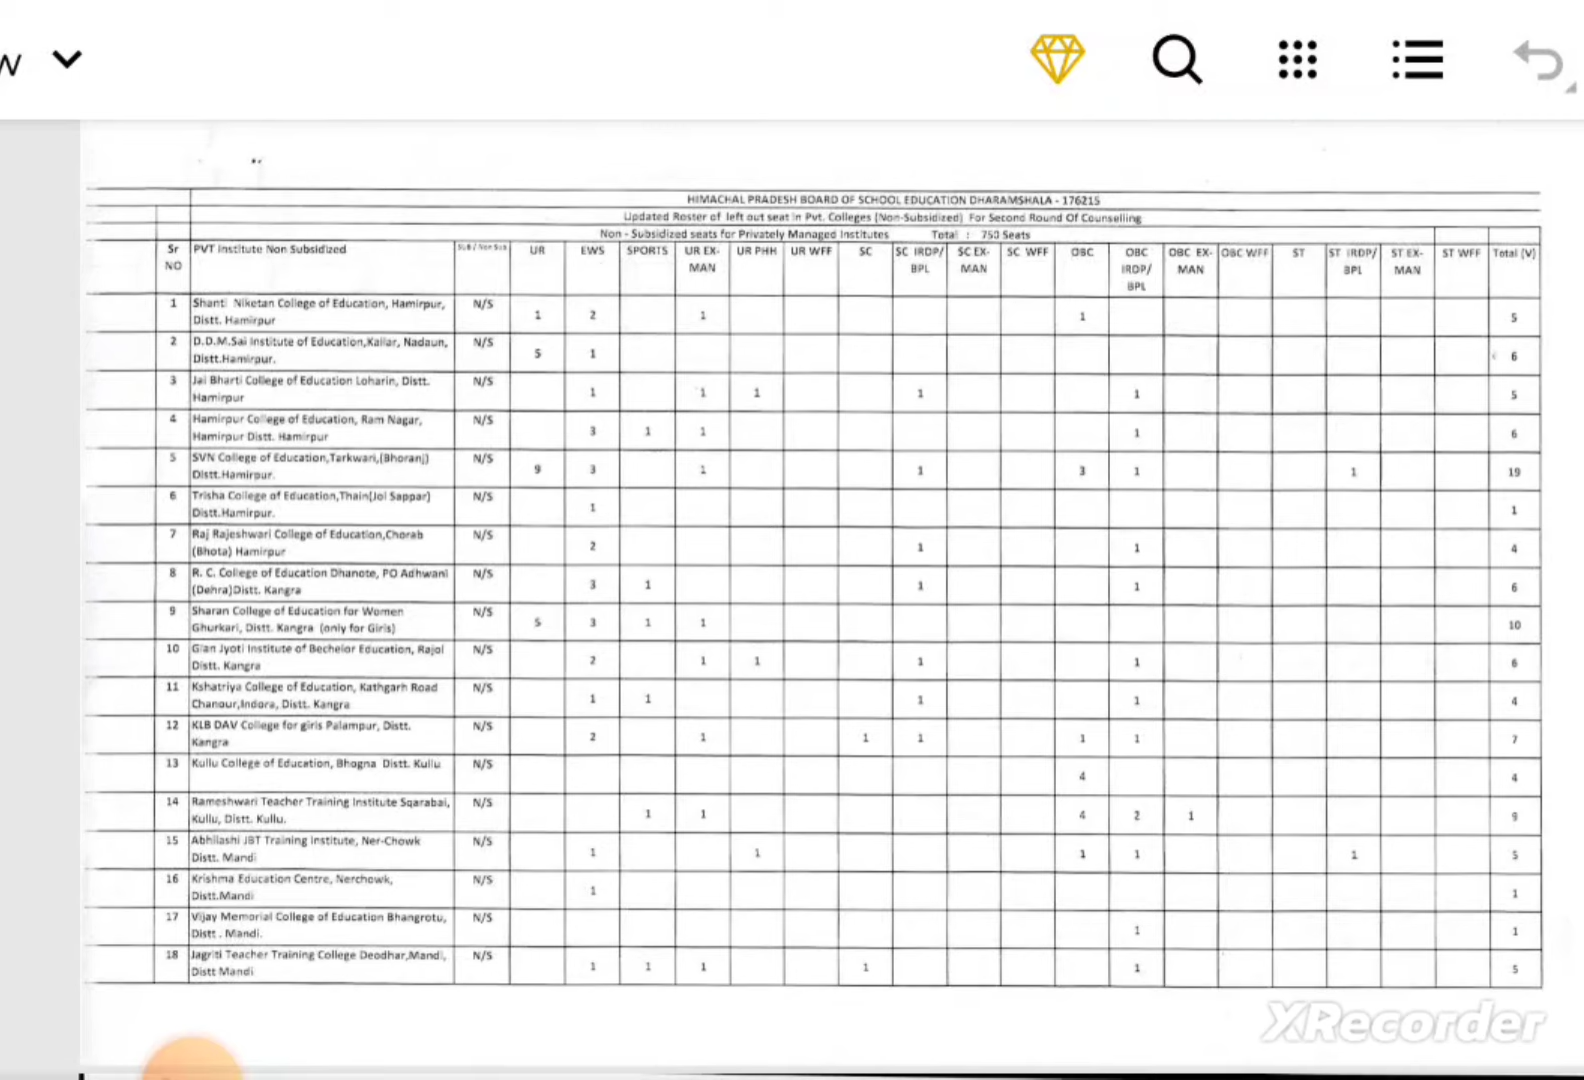 HIMACHAL PRADESH BOARD OF SCHOOL EDUCATION DHARAMSHALA - 176215
Updated Roster of left out seat in Pvt. Colleges (Non-Subsidized) For Second Round Of Counselling
Non - Subsidized seats for Privately Managed Institutes Total : 750 Seats
Sr NO PVT Institute Non Subsidized Sub / Non Sub UR EWS SPORTS UR EX-MAN UR PHH UR WFF SC SC IRDP/BPL SC EX-MAN SC WFF OBC OBC IRDP/BPL OBC EX-MAN OBC WFF ST ST IRDP/BPL ST EX-MAN ST WFF Total (V)
1 Shanti Niketan College of Education, Hamirpur, N/S
Distt. Hamirpur 1 2 1 1 5
2 D.D.M.Sai Institute of Education,Kallar, Nadaun, N/S
Distt.Hamirpur. 5 1 6
3 Jai Bharti College of Education Loharin, Distt. N/S
Hamirpur 1 1 1 1 1 5
4 Hamirpur College of Education, Ram Nagar, N/S
Hamirpur Distt. Hamirpur 3 1 1 1 6
5 SVN College of Education,Tarkwari,(Bhoranj) N/S
Distt.Hamirpur. 9 3 1 1 3 1 1 19
6 Trisha College of Education,Thain(Jol Sappar) N/S
Distt.Hamirpur. 1 1
7 Raj Rajeshwari College of Education,Chorab N/S
(Bhota) Hamirpur 2 1 1 4
8 R. C. College of Education Dhanote, PO Adhwani N/S
(Dehra)Distt. Kangra 3 1 1 1 6
9 Sharan College of Education for Women N/S
Ghurkari, Distt. Kangra (only for Girls) 5 3 1 1 10
10 Gian Jyoti Institute of Bechelor Education, Rajol N/S
Distt. Kangra 2 1 1 1 1 6
11 Kshatriya College of Education, Kathgarh Road N/S
Chanour,Indora, Distt. Kangra 1 1 1 1 4
12 KLB DAV College for girls Palampur, Distt. N/S
Kangra 2 1 1 1 1 1 7
13 Kullu College of Education, Bhogna Distt. Kullu N/S
4 4
14 Rameshwari Teacher Training Institute Sqarabai, N/S
Kullu, Distt. Kullu. 1 1 4 2 1 9
15 Abhilashi JBT Training Institute, Ner-Chowk N/S
Distt. Mandi 1 1 1 1 1 5
16 Krishma Education Centre, Nerchowk, N/S
Distt.Mandi 1 1
17 Vijay Memorial College of Education Bhangrotu, N/S
Distt . Mandi. 1 1
18 Jagriti Teacher Training College Deodhar,Mandi, N/S
Distt Mandi 1 1 1 1 1 5
XRecorder